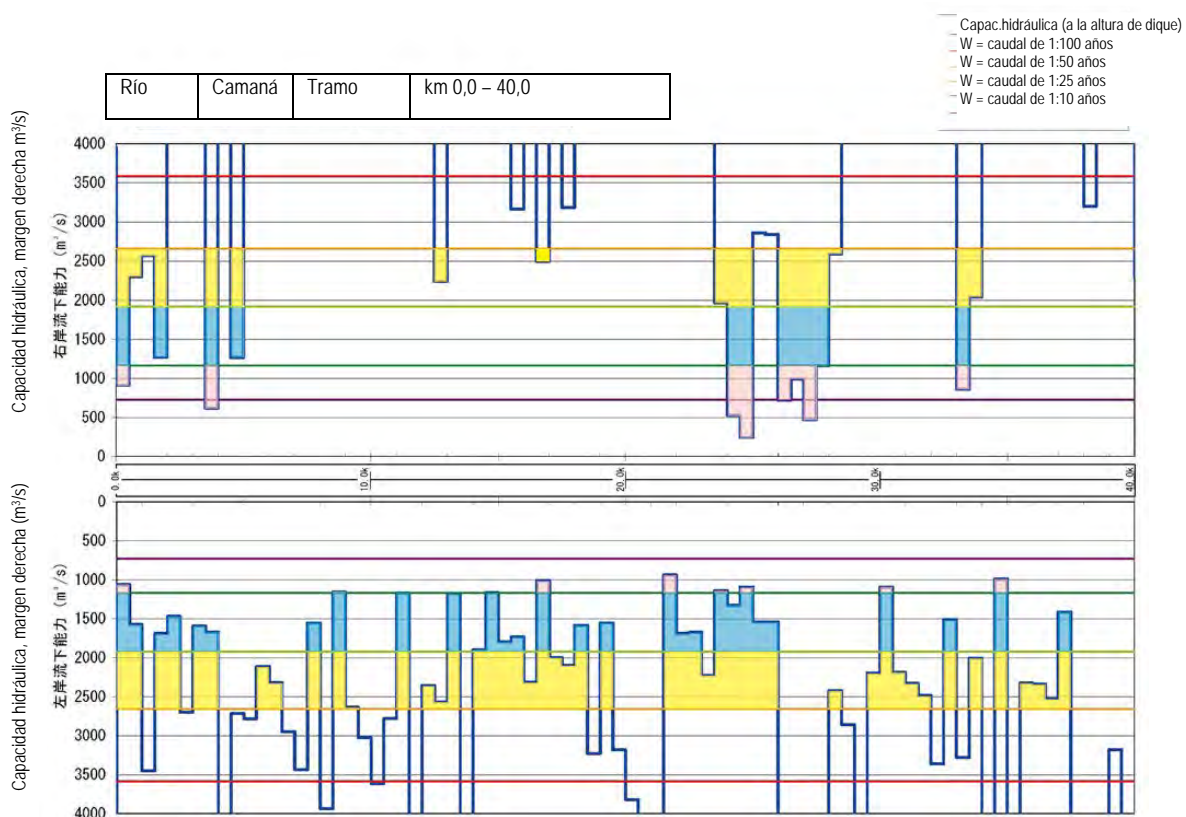 Capac.hidráulica (a la altura de dique)
W = caudal de 1:100 años
W = caudal de 1:50 años
W = caudal de 1:25 años
W = caudal de 1:10 años
Río Camaná Tramo km 0,0 – 40,0
Capacidad hidráulica, margen derecha m³/s)
右岸流下能力 (m³/s)
4000
3500
3000
2500
2000
1500
1000
500
0
0.0k 10.0k 20.0k 30.0k 40.0k
Capacidad hidráulica, margen derecha (m³/s)
左岸流下能力 (m³/s)
0
500
1000
1500
2000
2500
3000
3500
4000